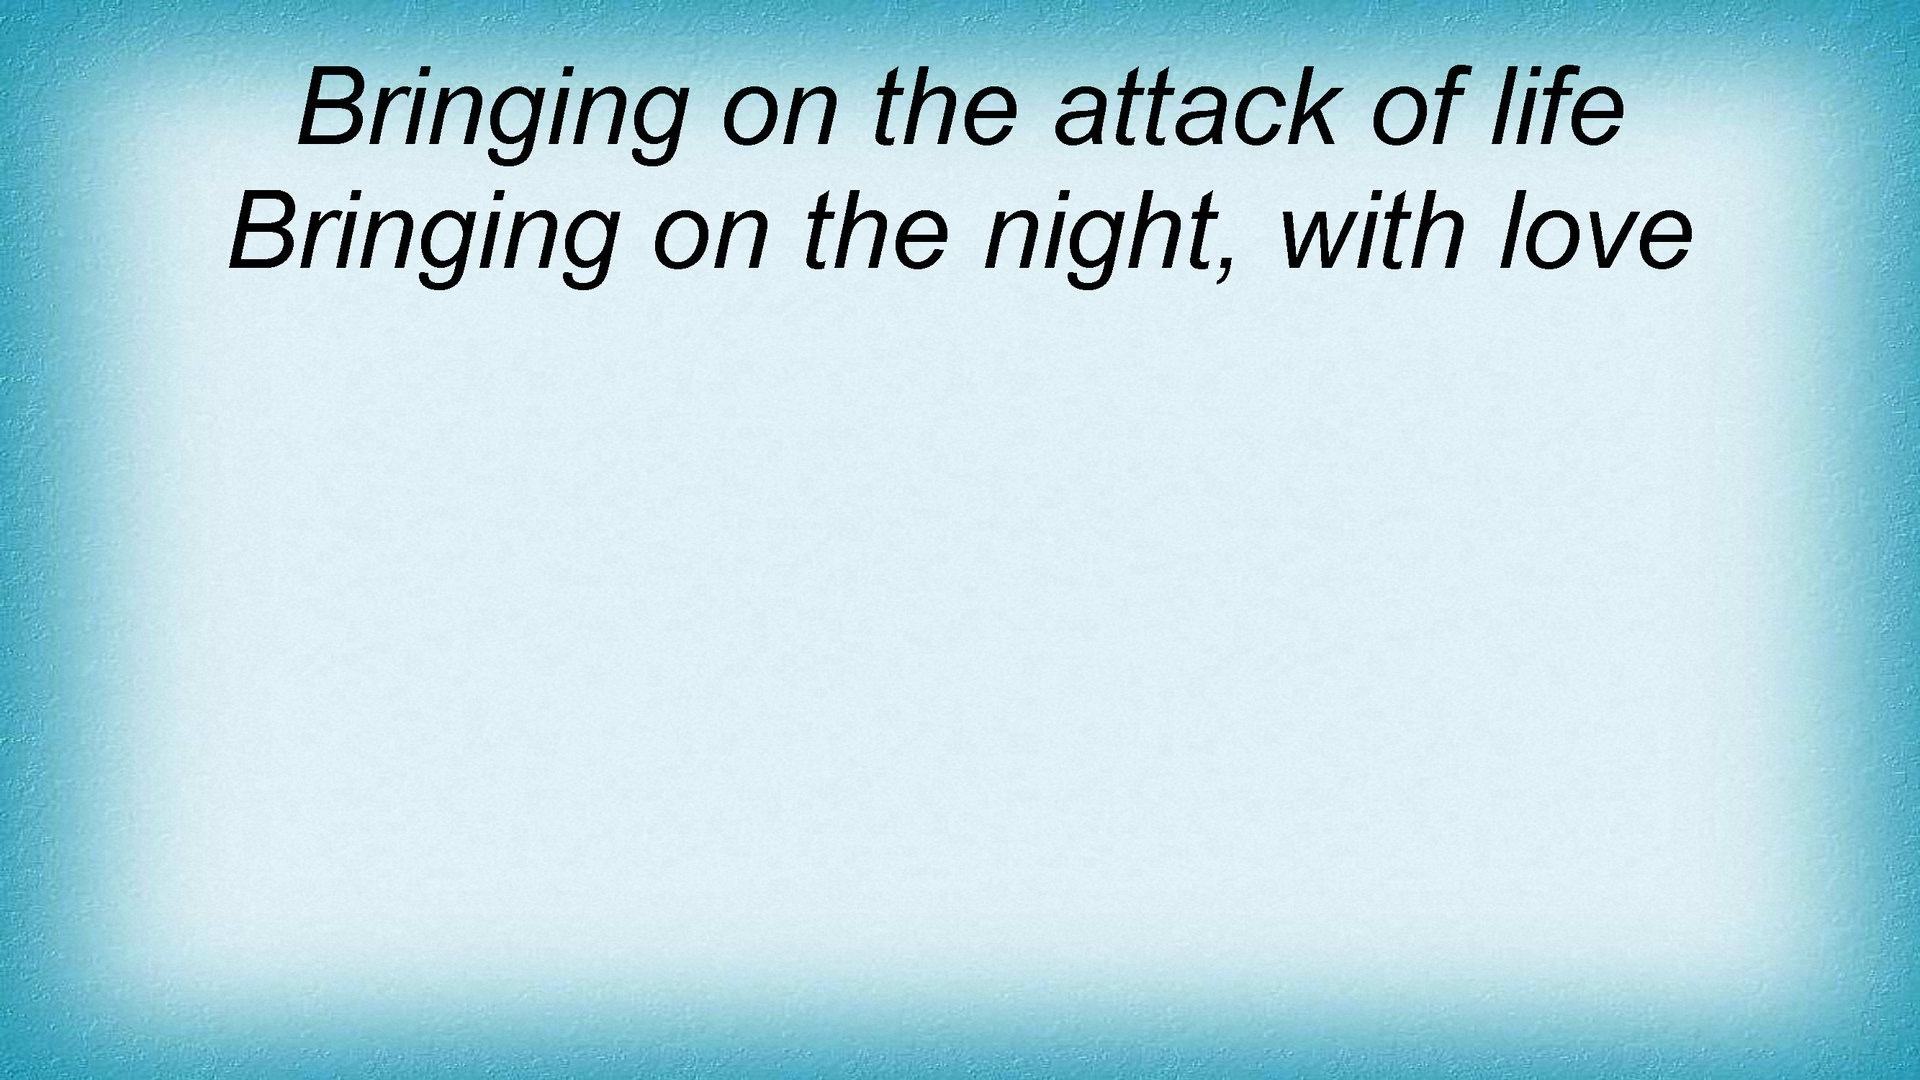 Bringing on the attack of life
Bringing on the night, with love